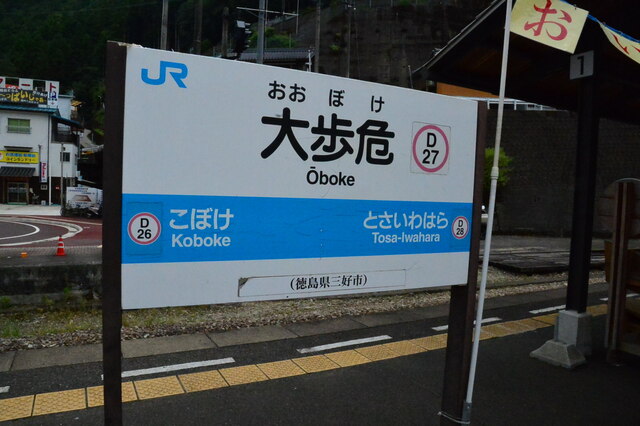 JR
おおぼけ
大歩危
Ōboke
D
27
D
26
こぼけ
Koboke
とさいわはら
Tosa-Iwahara
D
28
(徳島県三好市)
お
1